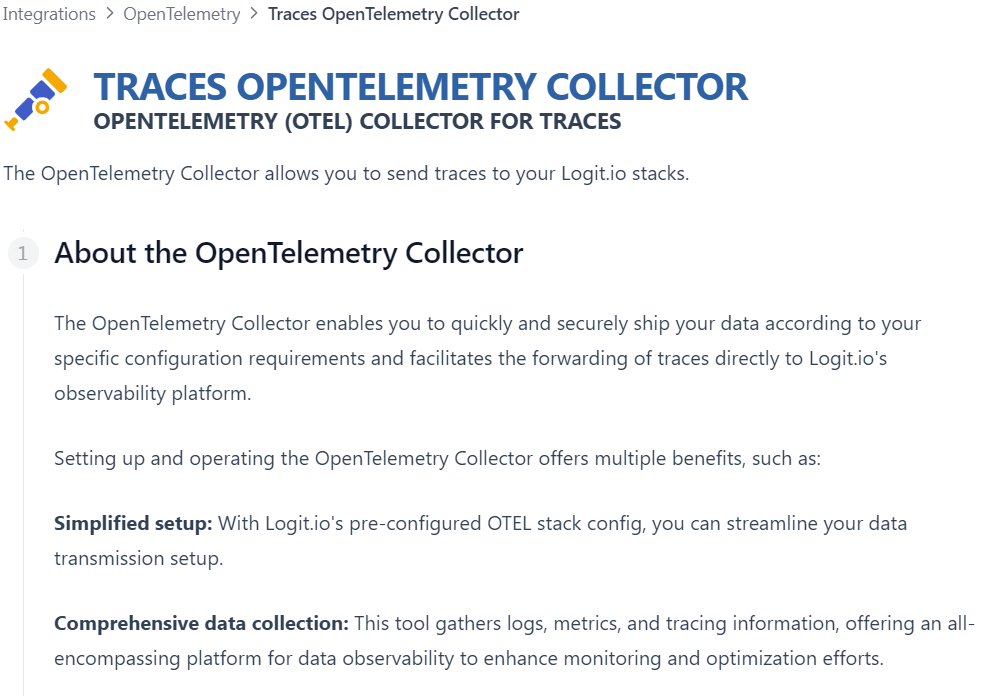 Integrations > OpenTelemetry > Traces OpenTelemetry Collector
TRACES OPENTELEMETRY COLLECTOR
OPENTELEMETRY (OTEL) COLLECTOR FOR TRACES
The OpenTelemetry Collector allows you to send traces to your Logit.io stacks.
1 About the OpenTelemetry Collector
The OpenTelemetry Collector enables you to quickly and securely ship your data according to your
specific configuration requirements and facilitates the forwarding of traces directly to Logit.io's
observability platform.
Setting up and operating the OpenTelemetry Collector offers multiple benefits, such as:
Simplified setup: With Logit.io's pre-configured OTEL stack config, you can streamline your data
transmission setup.
Comprehensive data collection: This tool gathers logs, metrics, and tracing information, offering an all-
encompassing platform for data observability to enhance monitoring and optimization efforts.